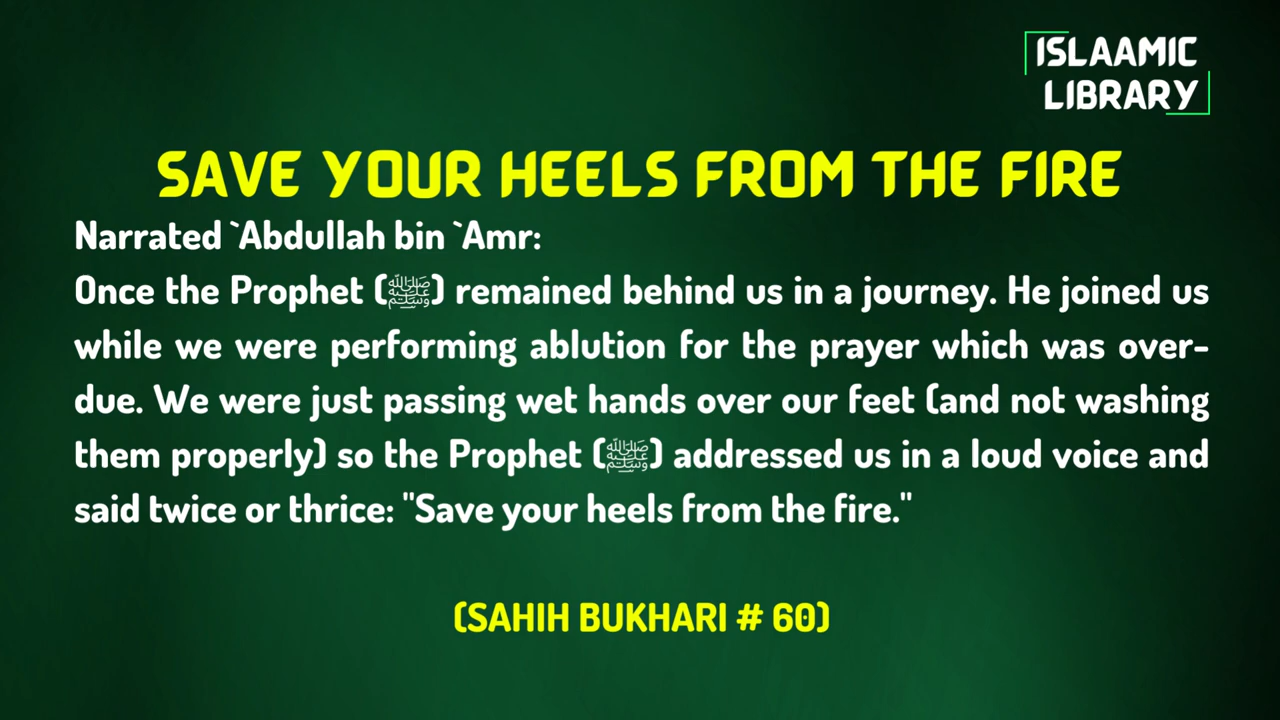 ISLAAMIC
LIBRARY
SAVE YOUR HEELS FROM THE FIRE
Narrated `Abdullah bin `Amr:
Once the Prophet (ﷺ) remained behind us in a journey. He joined us
while we were performing ablution for the prayer which was over-
due. We were just passing wet hands over our feet (and not washing
them properly) so the Prophet (ﷺ) addressed us in a loud voice and
said twice or thrice: "Save your heels from the fire."
(SAHIH BUKHARI # 60)